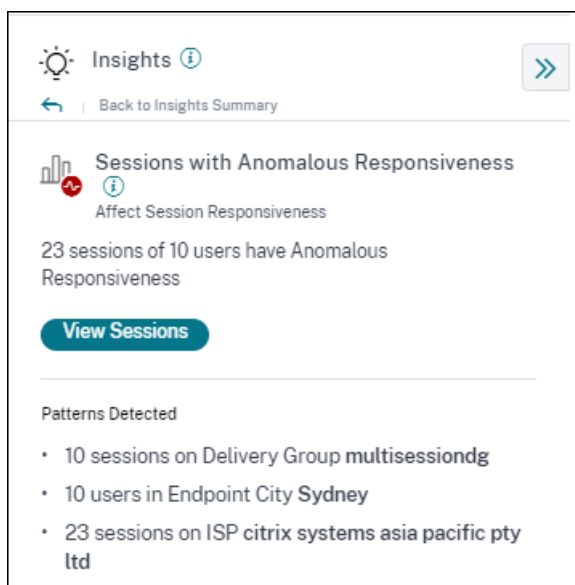 Insights
Back to Insights Summary
Sessions with Anomalous Responsiveness
Affect Session Responsiveness
23 sessions of 10 users have Anomalous
Responsiveness
View Sessions
Patterns Detected
• 10 sessions on Delivery Group multisessiondg
• 10 users in Endpoint City Sydney
• 23 sessions on ISP citrix systems asia pacific pty
ltd